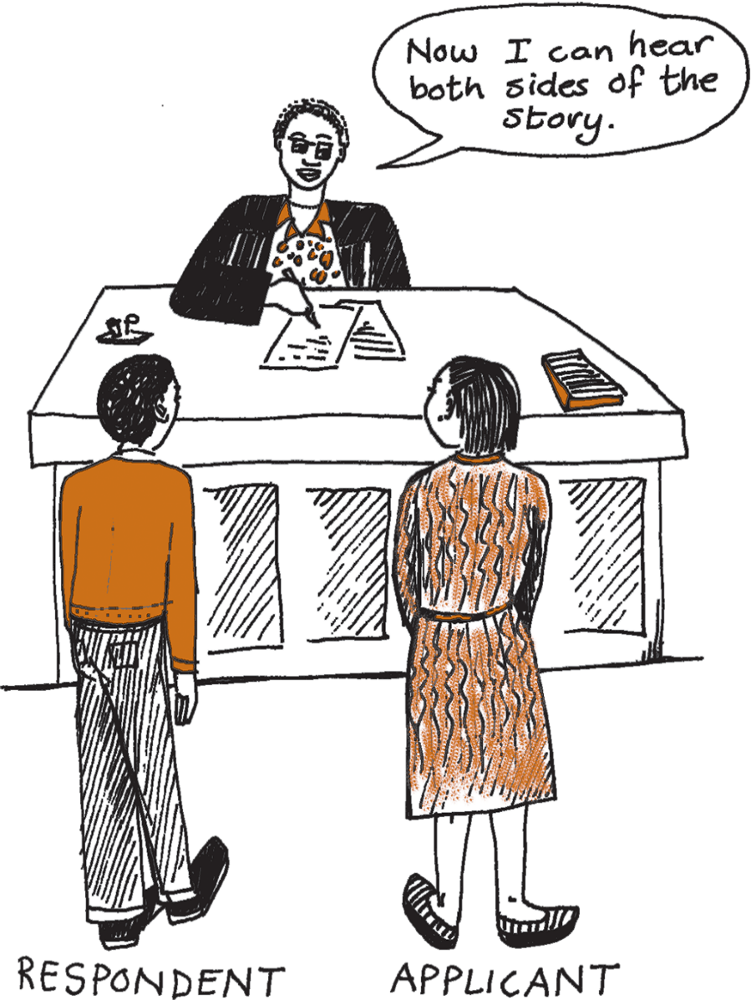 Now I can hear
both sides of the
story.
RESPONDENT
APPLICANT